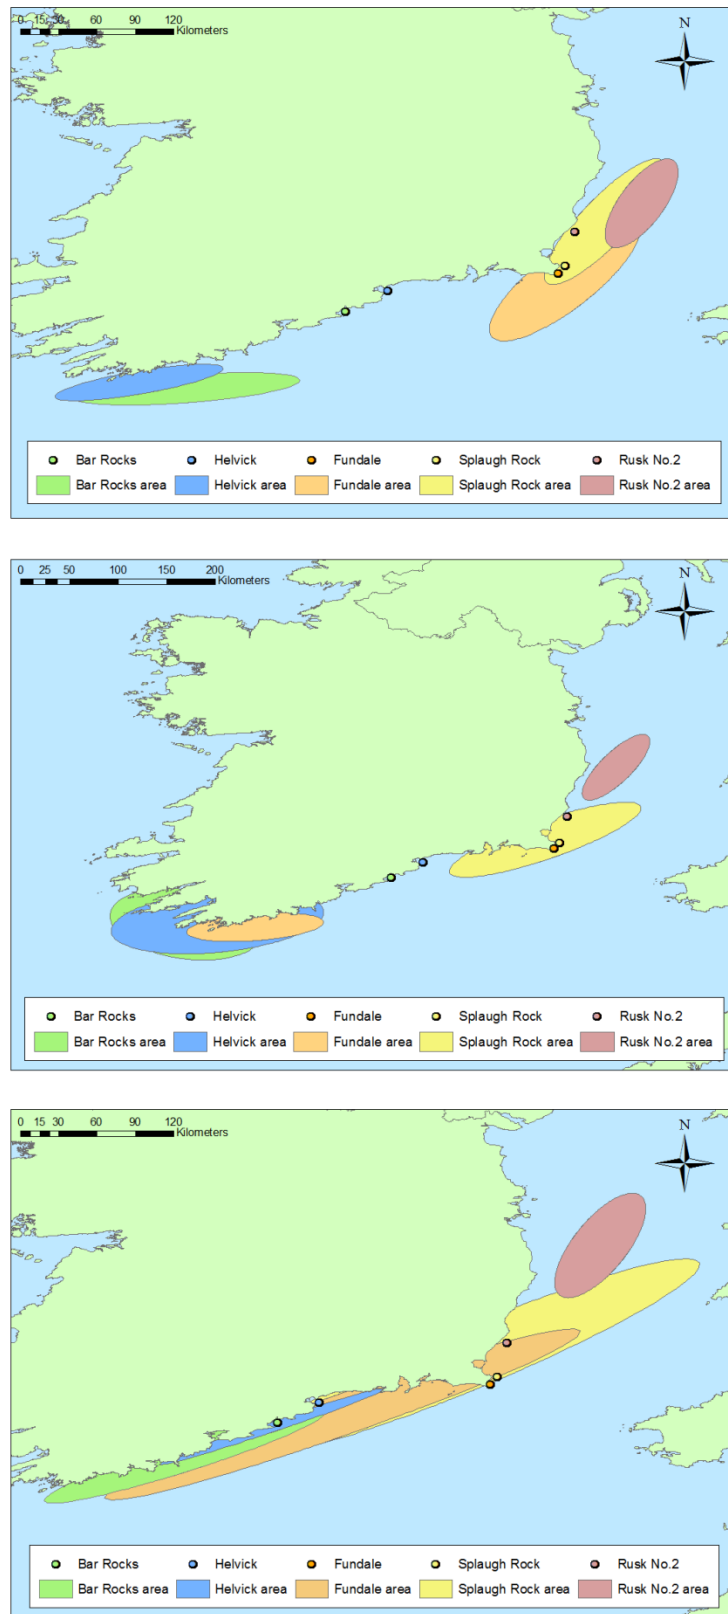 0 15 30 60 90 120
Kilometers
N
Bar Rocks Helvick Fundale Splaugh Rock Rusk No.2
Bar Rocks area Helvick area Fundale area Splaugh Rock area Rusk No.2 area
0 25 50 100 150 200
Kilometers
N
Bar Rocks Helvick Fundale Splaugh Rock Rusk No.2
Bar Rocks area Helvick area Fundale area Splaugh Rock area Rusk No.2 area
0 15 30 60 90 120
Kilometers
N
Bar Rocks Helvick Fundale Splaugh Rock Rusk No.2
Bar Rocks area Helvick area Fundale area Splaugh Rock area Rusk No.2 area